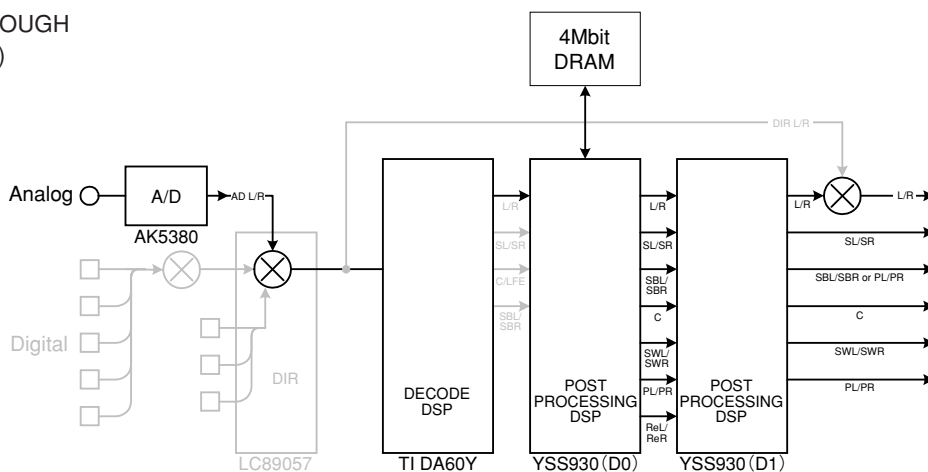 OUGH
)
4Mbit
DRAM
DIR L/R
Analog
A/D
AD L/R
AK5380
L/R
L/R
L/R
L/R
SL/SR
SL/SR
SL/SR
C/LFE
SBL/
SBR
SBL/SBR or PL/PR
SBL/
SBR
C
C
Digital
SWL/
SWR
SWL/SWR
DIR
DECODE
DSP
POST
PROCESSING
DSP
PL/PR
POST
PROCESSING
DSP
PL/PR
ReL/
ReR
LC89057
TI DA60Y
YSS930(D0)
YSS930(D1)